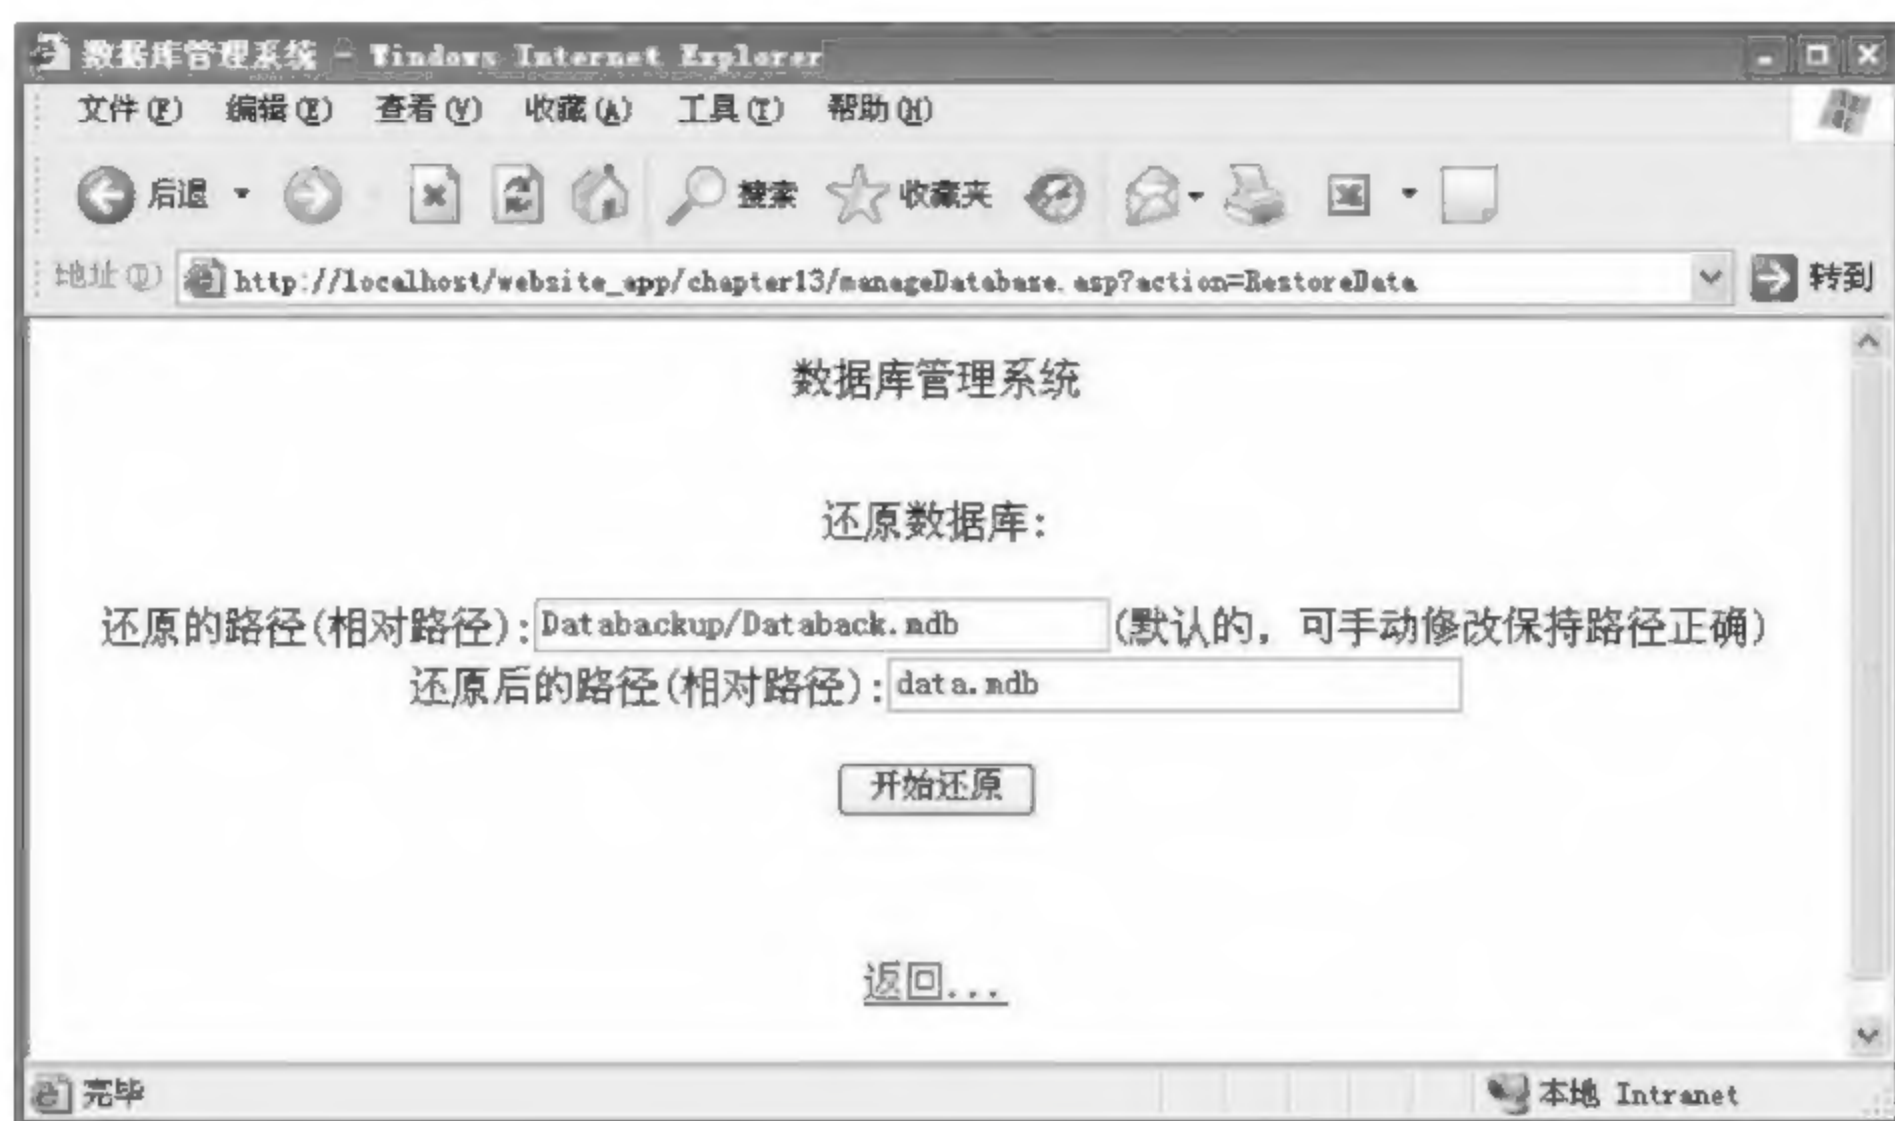 数据库管理系统 - Windows Internet Explorer
文件(F) 编辑(E) 查看(V) 收藏(A) 工具(T) 帮助(H)
后退 搜索 收藏夹
地址(D) http://localhost/website_app/chapter13/manageDatabase.asp?action=RestoreData 转到
数据库管理系统
还原数据库:
还原的路径(相对路径):Databackup/Databack.mdb (默认的，可手动修改保持路径正确)
还原后的路径(相对路径):data.mdb
开始还原
返回...
完毕 本地 Intranet